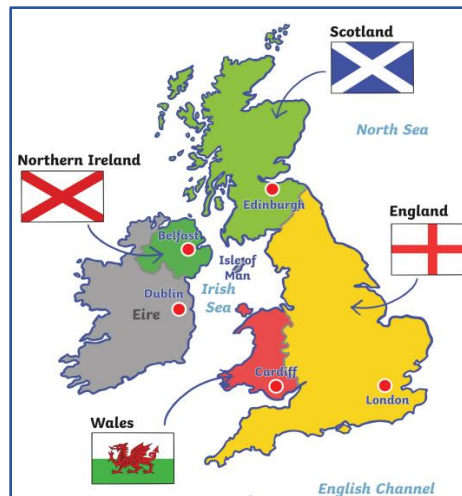 Scotland
North Sea
Northern Ireland
Edinburgh
England
Belfast
Isle of
Man
Irish
Sea
Dublin
Eire
Cardiff
London
Wales
English Channel